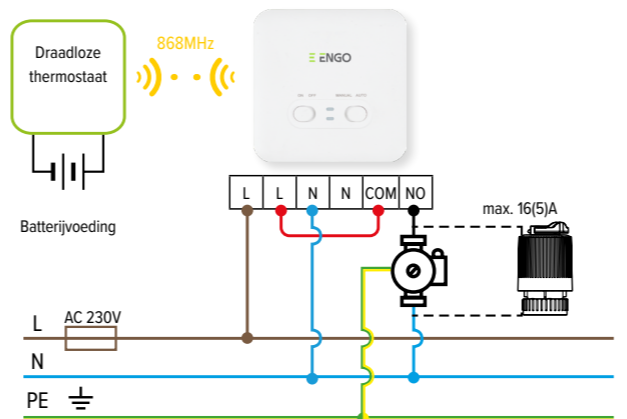 Draadloze
thermostaat
868MHz
ENGO
ON OFF
MANUAL AUTO
L L N N COM NO
Batterijvoeding
max. 16(5)A
L
AC 230V
N
PE